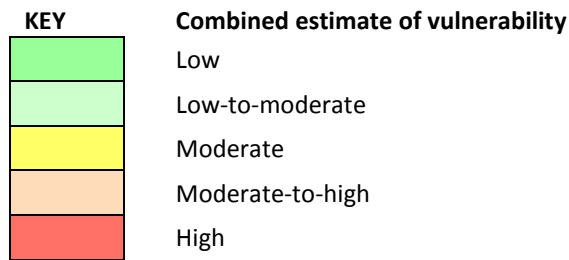 KEY Combined estimate of vulnerability
Low
Low-to-moderate
Moderate
Moderate-to-high
High